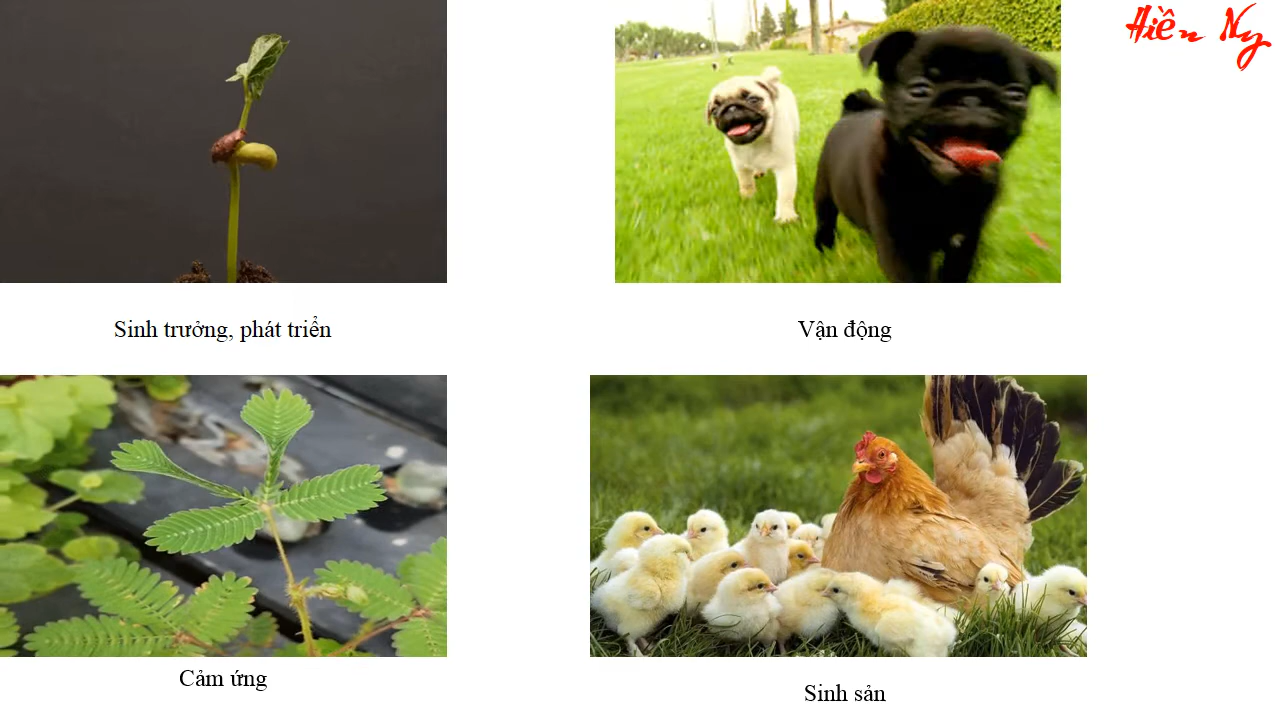 Hiền Ny
Sinh trưởng, phát triển
Vận động
Cảm ứng
Sinh sản